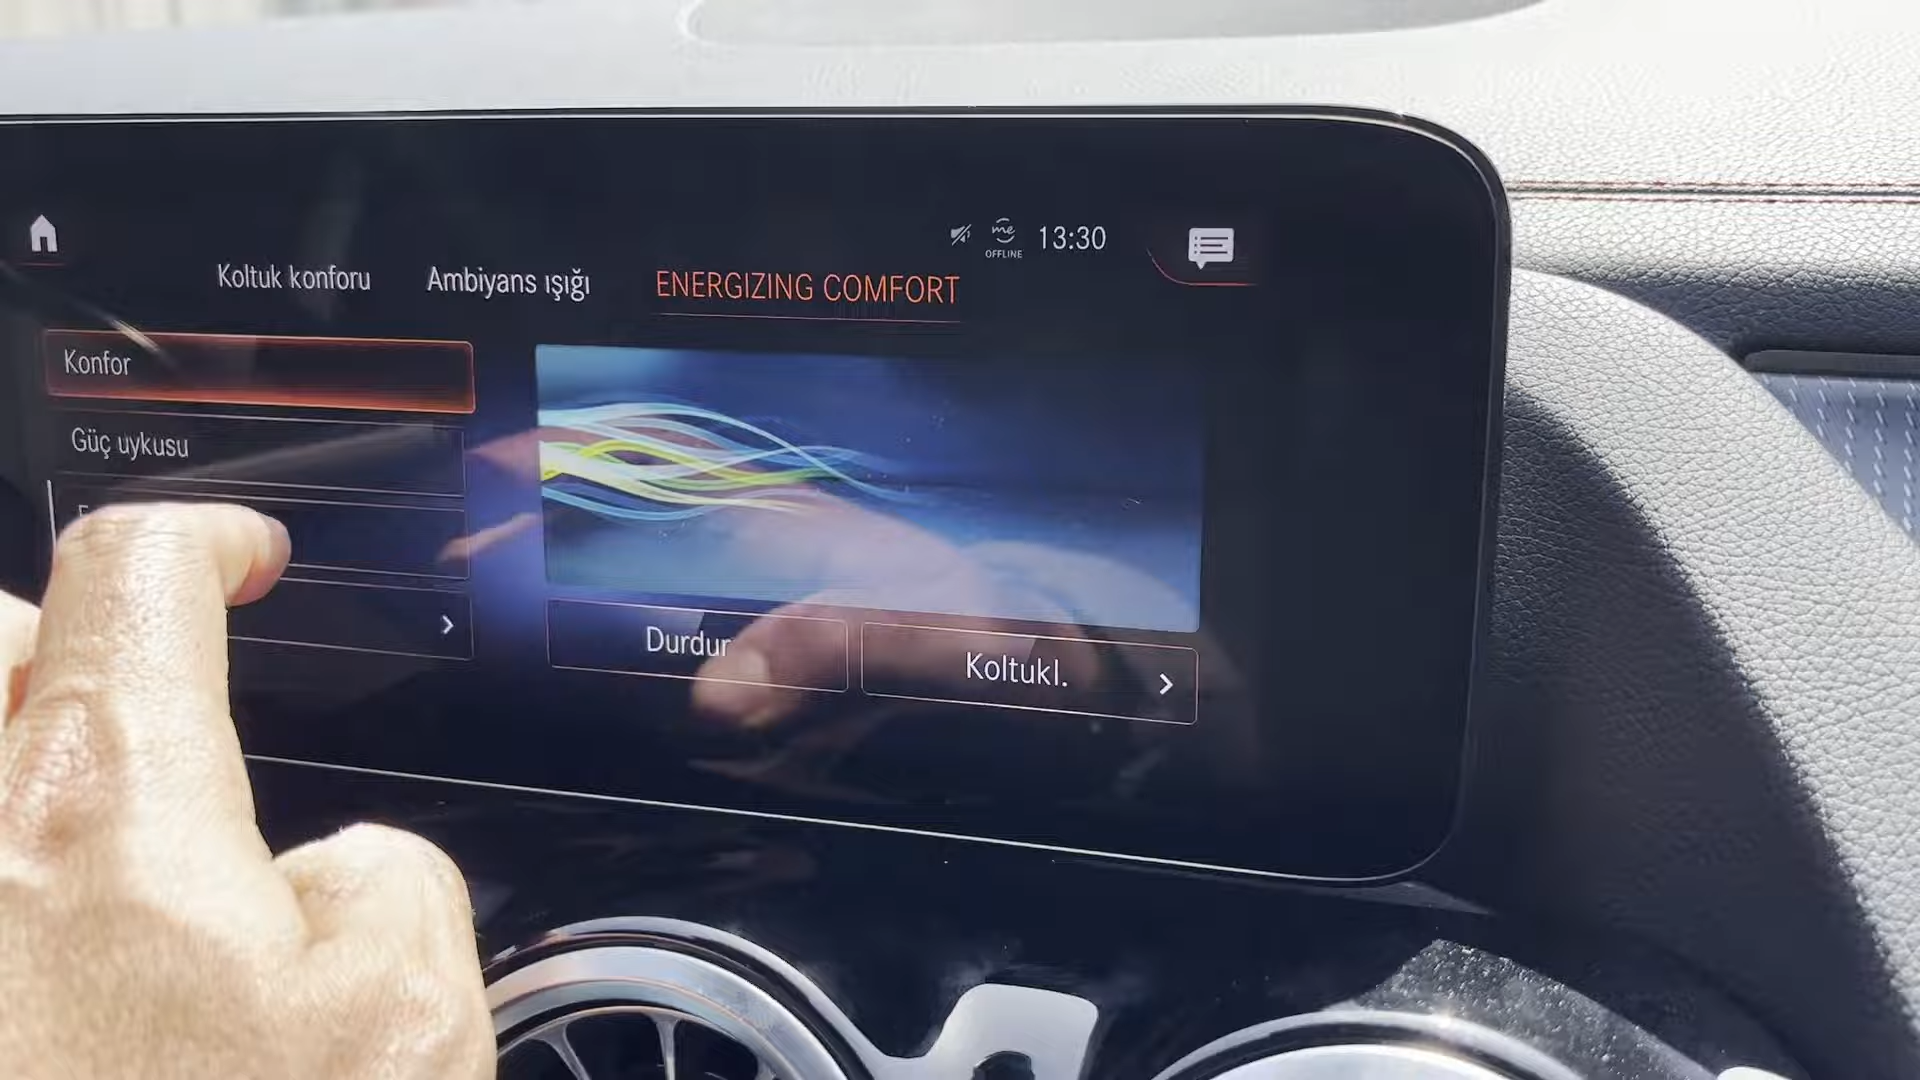 me
OFFLINE
13:30
Koltuk konforu
Ambiyans ışığı
ENERGIZING COMFORT
Konfor
Güç uykusu
Durdur
Koltukl.